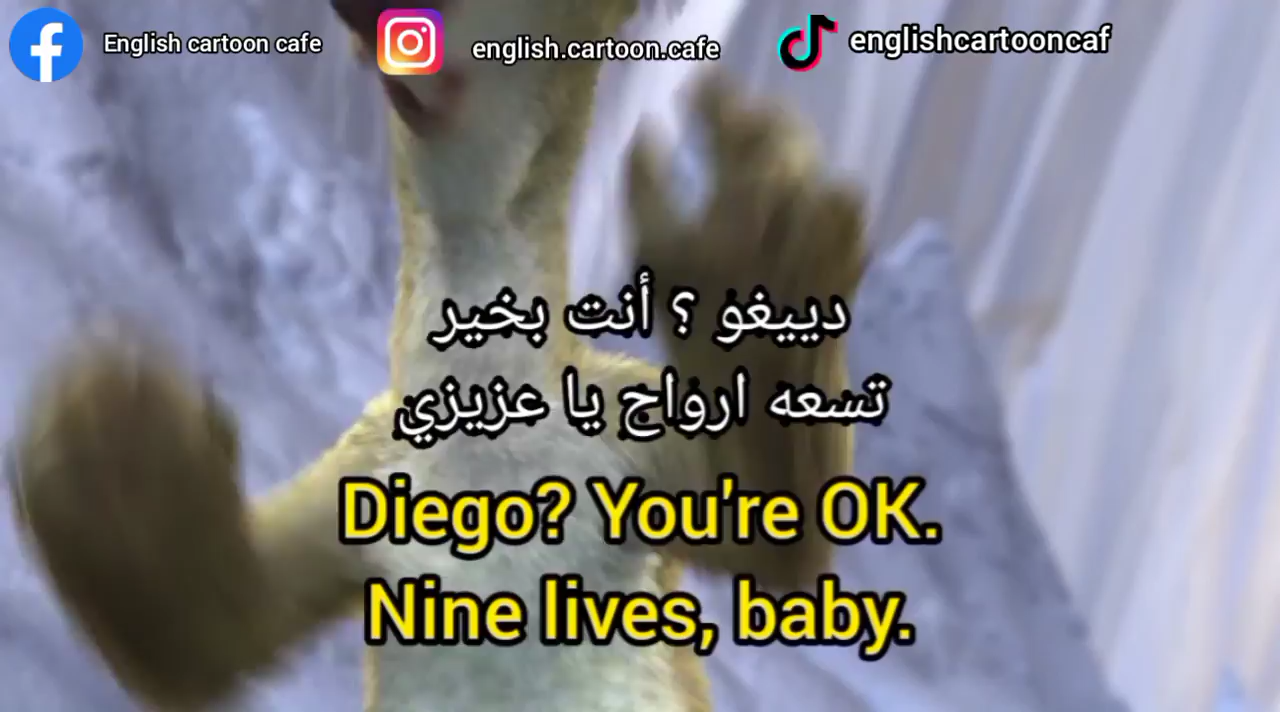 English cartoon cafe
english.cartoon.cafe
englishcartooncaf
دييغو ؟ أنت بخير
تسعه ارواح يا عزيزي
Diego? You're OK.
Nine lives, baby.